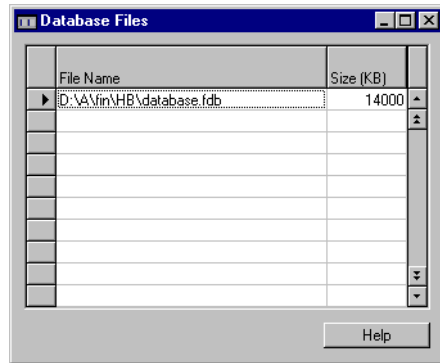 Database Files
File Name Size (KB)
D:\A\fin\HB\database.fdb 14000
Help